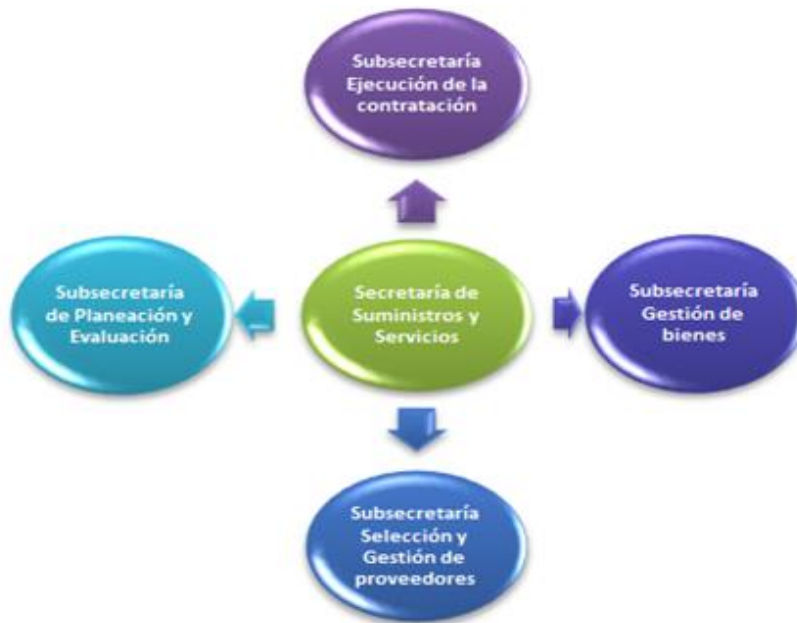 Subsecretaría
Ejecución de la
contratación
Subsecretaría
de Planeación y
Evaluación
Secretaría de
Suministros y
Servicios
Subsecretaría
Gestión de
bienes
Subsecretaría
Selección y
Gestión de
proveedores